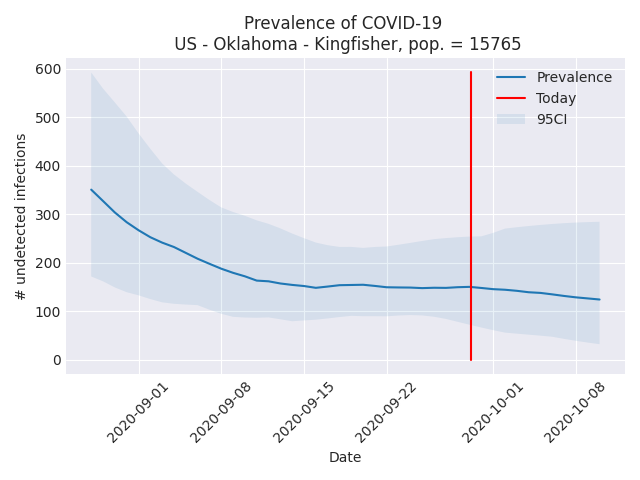 Prevalence of COVID-19
US - Oklahoma - Kingfisher, pop. = 15765
# undetected infections
600
500
400
300
200
100
0
Prevalence
Today
95CI
2020-09-01
2020-09-08
2020-09-15
2020-09-22
2020-10-01
2020-10-08
Date